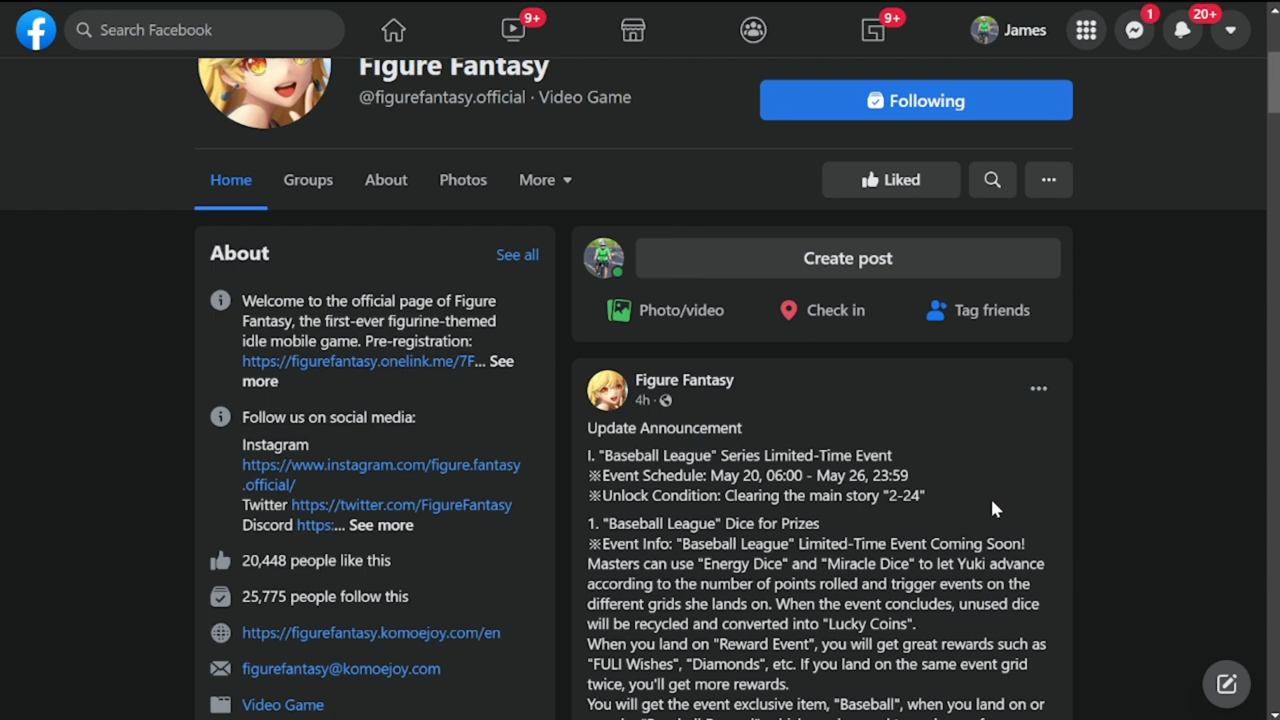 Search Facebook
9+
9+
James
1
20+
Figure Fantasy
@figurefantasy.official · Video Game
Following
Home
Groups
About
Photos
More
Liked
About
See all
Welcome to the official page of Figure
Fantasy, the first-ever figurine-themed
idle mobile game. Pre-registration:
https://figurefantasy.onelink.me/7F... See
more
Follow us on social media:
Instagram
https://www.instagram.com/figure.fantasy
.official/
Twitter https://twitter.com/FigureFantasy
Discord https:... See more
20,448 people like this
25,775 people follow this
https://figurefantasy.komoejoy.com/en
figurefantasy@komoejoy.com
Video Game
Create post
Photo/video
Check in
Tag friends
Figure Fantasy
4h ·
Update Announcement
I. "Baseball League" Series Limited-Time Event
※Event Schedule: May 20, 06:00 - May 26, 23:59
※Unlock Condition: Clearing the main story "2-24"
1. "Baseball League" Dice for Prizes
※Event Info: "Baseball League" Limited-Time Event Coming Soon!
Masters can use "Energy Dice" and "Miracle Dice" to let Yuki advance
according to the number of points rolled and trigger events on the
different grids she lands on. When the event concludes, unused dice
will be recycled and converted into "Lucky Coins".
When you land on "Reward Event", you will get great rewards such as
"FULI Wishes", "Diamonds", etc. If you land on the same event grid
twice, you'll get more rewards.
You will get the event exclusive item, "Baseball", when you land on or